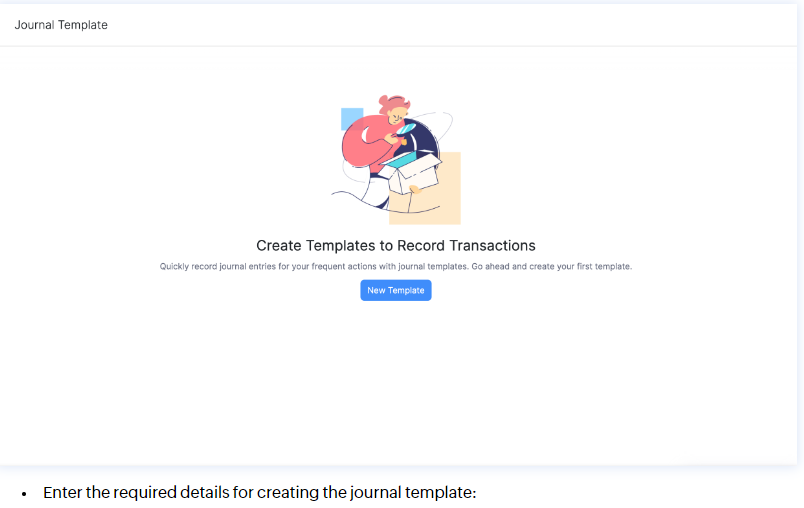 Journal Template
Create Templates to Record Transactions
Quickly record journal entries for your frequent actions with journal templates. Go ahead and create your first template.
New Template
• Enter the required details for creating the journal template: